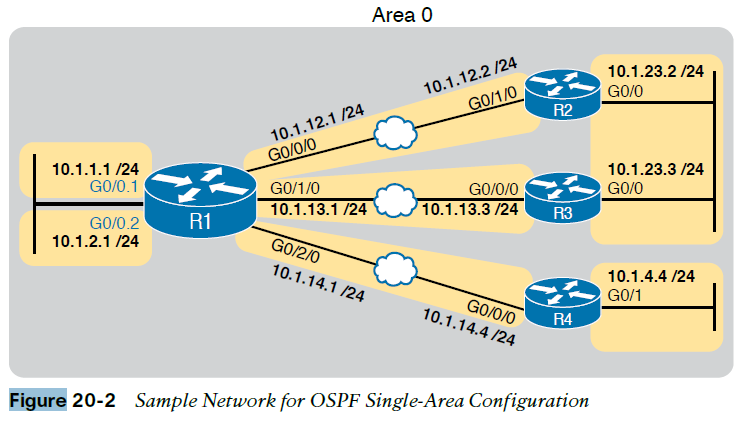 Area 0
10.1.1.1 /24
G0/0.1
G0/0.2
10.1.2.1 /24
R1
10.1.12.1 /24
G0/0/0
10.1.12.2 /24
G0/1/0
R2
10.1.23.2 /24
G0/0
G0/1/0
10.1.13.1 /24
G0/0/0
10.1.13.3 /24
R3
10.1.23.3 /24
G0/0
G0/2/0
10.1.14.1 /24
G0/0/0
10.1.14.4 /24
R4
10.1.4.4 /24
G0/1
Figure 20-2 Sample Network for OSPF Single-Area Configuration